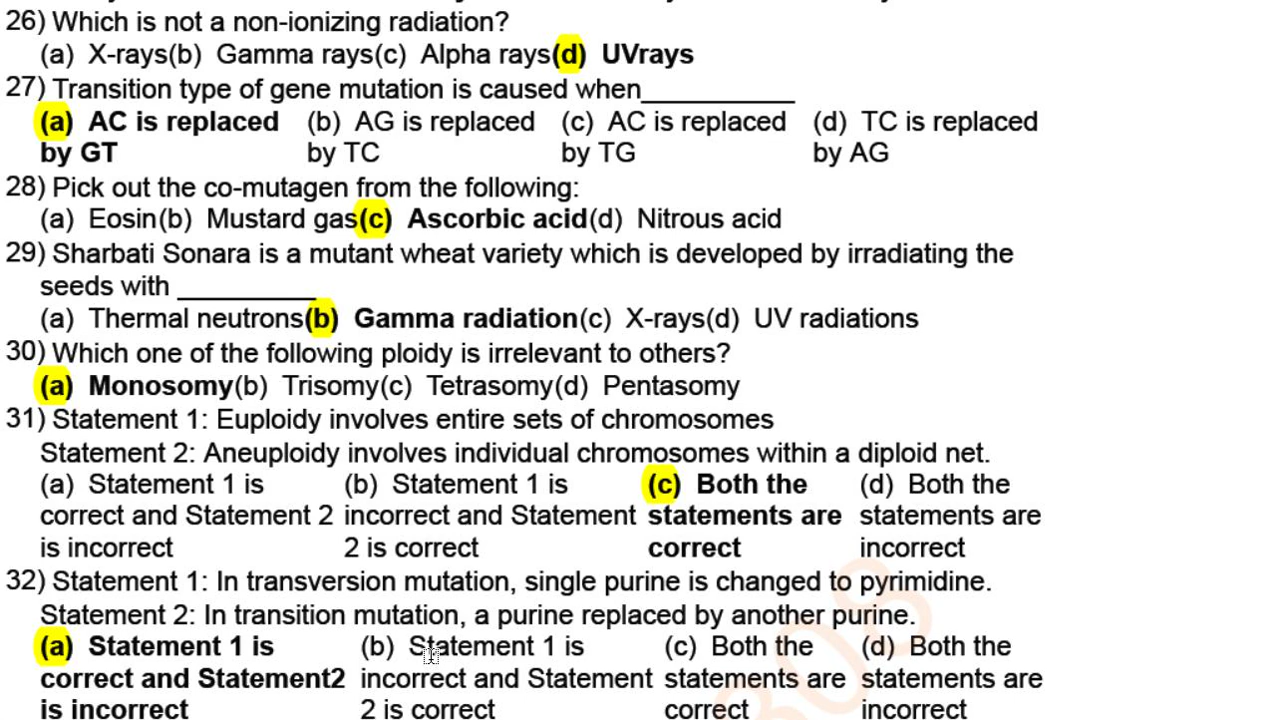 26) Which is not a non-ionizing radiation?
(a) X-rays(b) Gamma rays(c) Alpha rays(d) UVrays
27) Transition type of gene mutation is caused when__________
(a) AC is replaced (b) AG is replaced (c) AC is replaced (d) TC is replaced
by GT by TC by TG by AG
28) Pick out the co-mutagen from the following:
(a) Eosin(b) Mustard gas(c) Ascorbic acid(d) Nitrous acid
29) Sharbati Sonara is a mutant wheat variety which is developed by irradiating the
seeds with _________
(a) Thermal neutrons(b) Gamma radiation(c) X-rays(d) UV radiations
30) Which one of the following ploidy is irrelevant to others?
(a) Monosomy(b) Trisomy(c) Tetrasomy(d) Pentasomy
31) Statement 1: Euploidy involves entire sets of chromosomes
Statement 2: Aneuploidy involves individual chromosomes within a diploid net.
(a) Statement 1 is (b) Statement 1 is (c) Both the (d) Both the
correct and Statement 2 incorrect and Statement statements are statements are
is incorrect 2 is correct correct incorrect
32) Statement 1: In transversion mutation, single purine is changed to pyrimidine.
Statement 2: In transition mutation, a purine replaced by another purine.
(a) Statement 1 is (b) Statement 1 is (c) Both the (d) Both the
correct and Statement2 incorrect and Statement statements are statements are
is incorrect 2 is correct correct incorrect
308